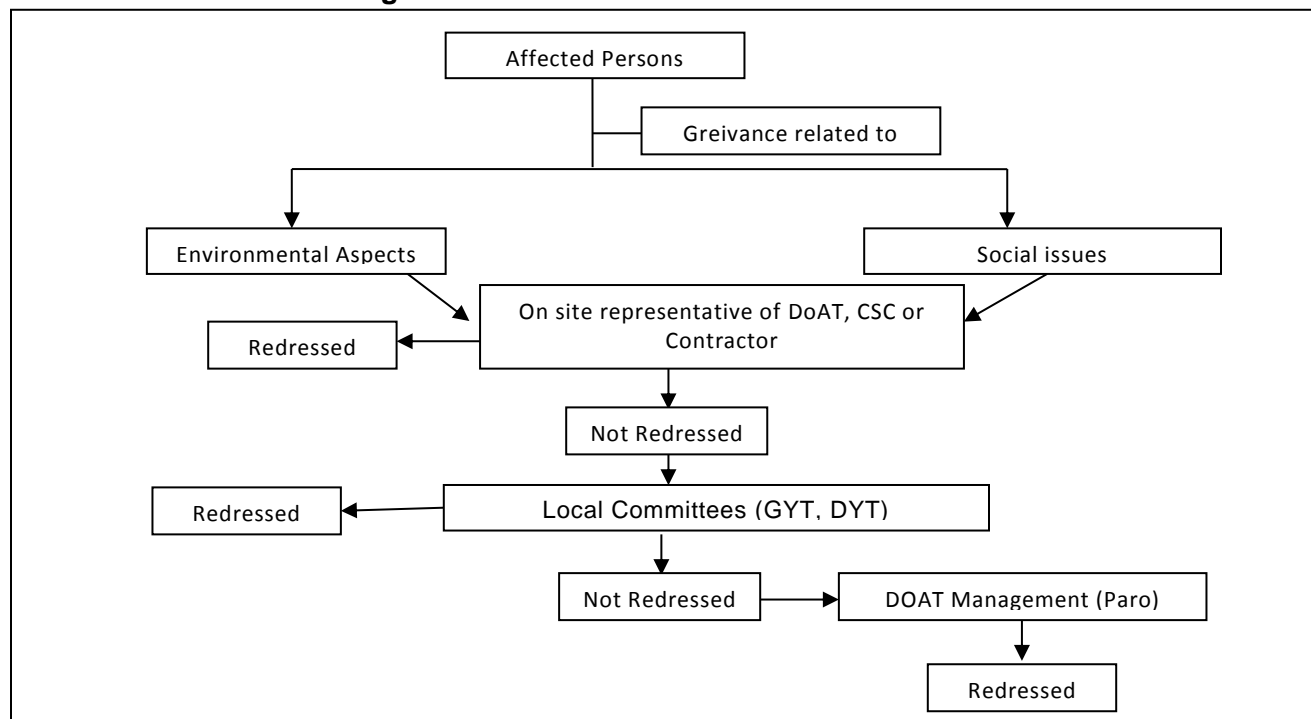 Affected Persons
Greivance related to
Environmental Aspects
Social issues
On site representative of DoAT, CSC or
Contractor
Redressed
Not Redressed
Local Committees (GYT, DYT)
Redressed
Not Redressed
DOAT Management (Paro)
Redressed